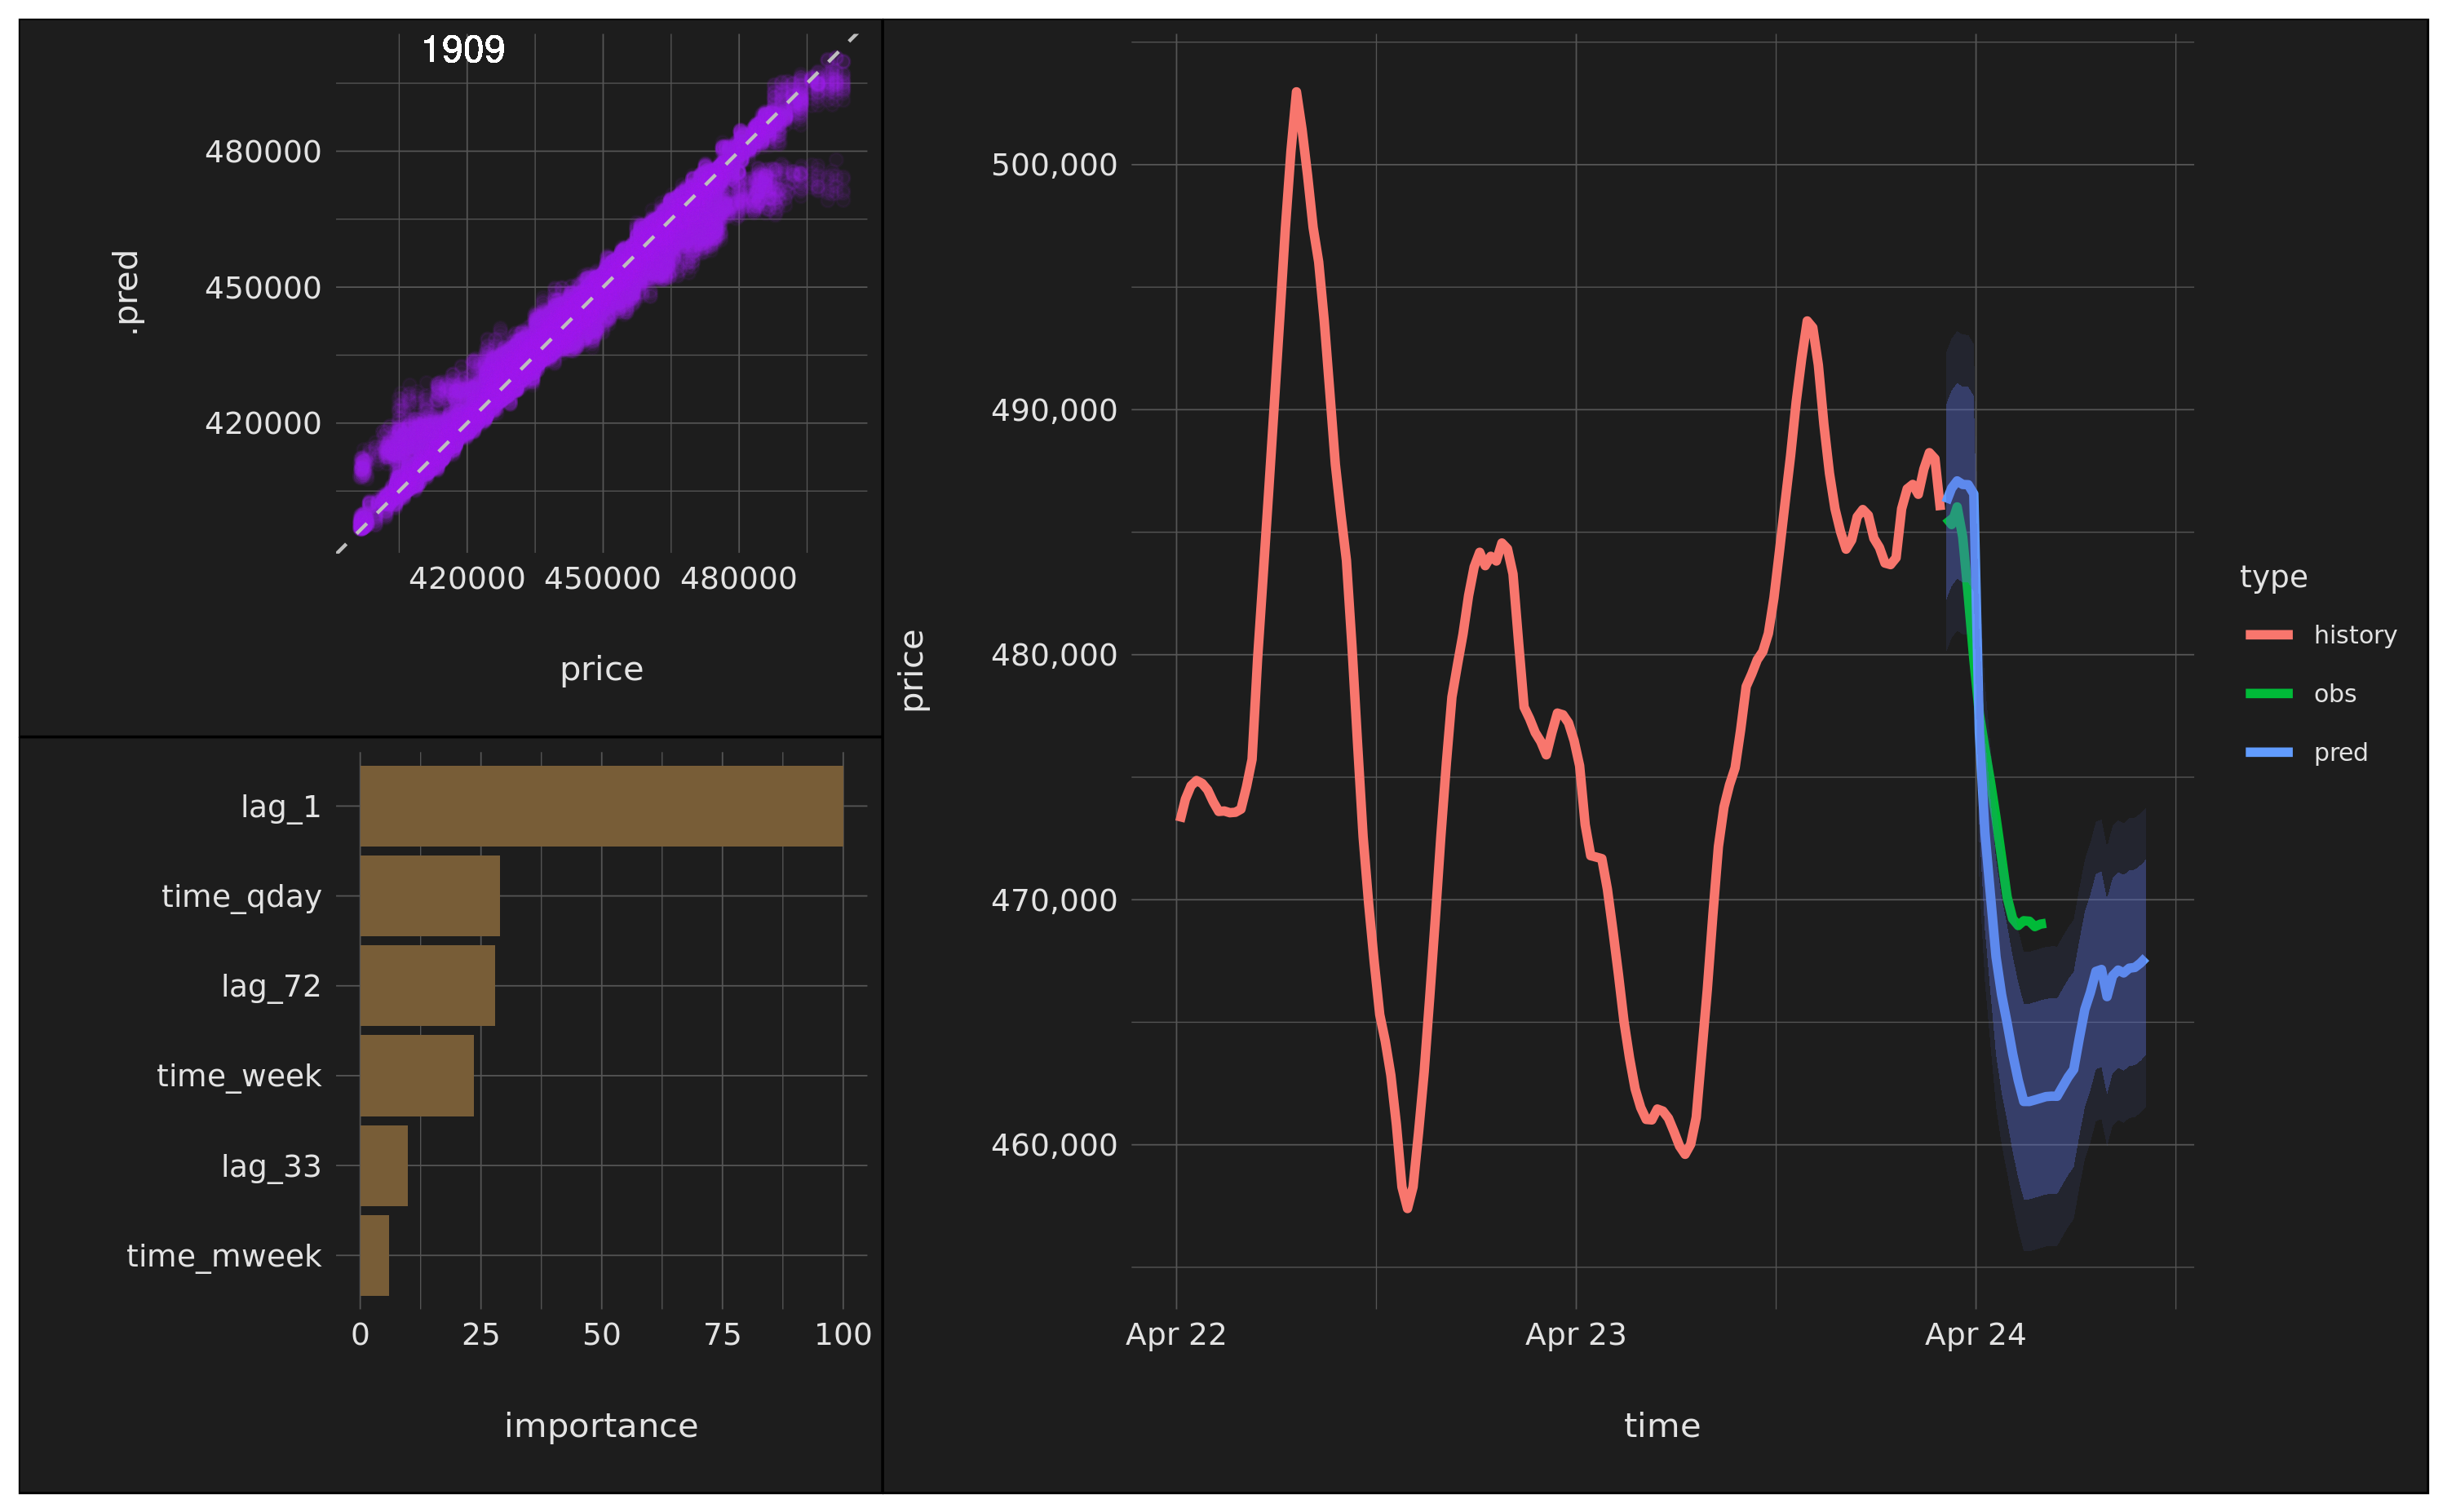 1909
480000
450000
420000
.pred
420000 450000 480000
price
lag_1
time_qday
lag_72
time_week
lag_33
time_mweek
0 25 50 75 100
importance
500,000
490,000
480,000
470,000
460,000
price
Apr 22 Apr 23 Apr 24
time
type
history
obs
pred